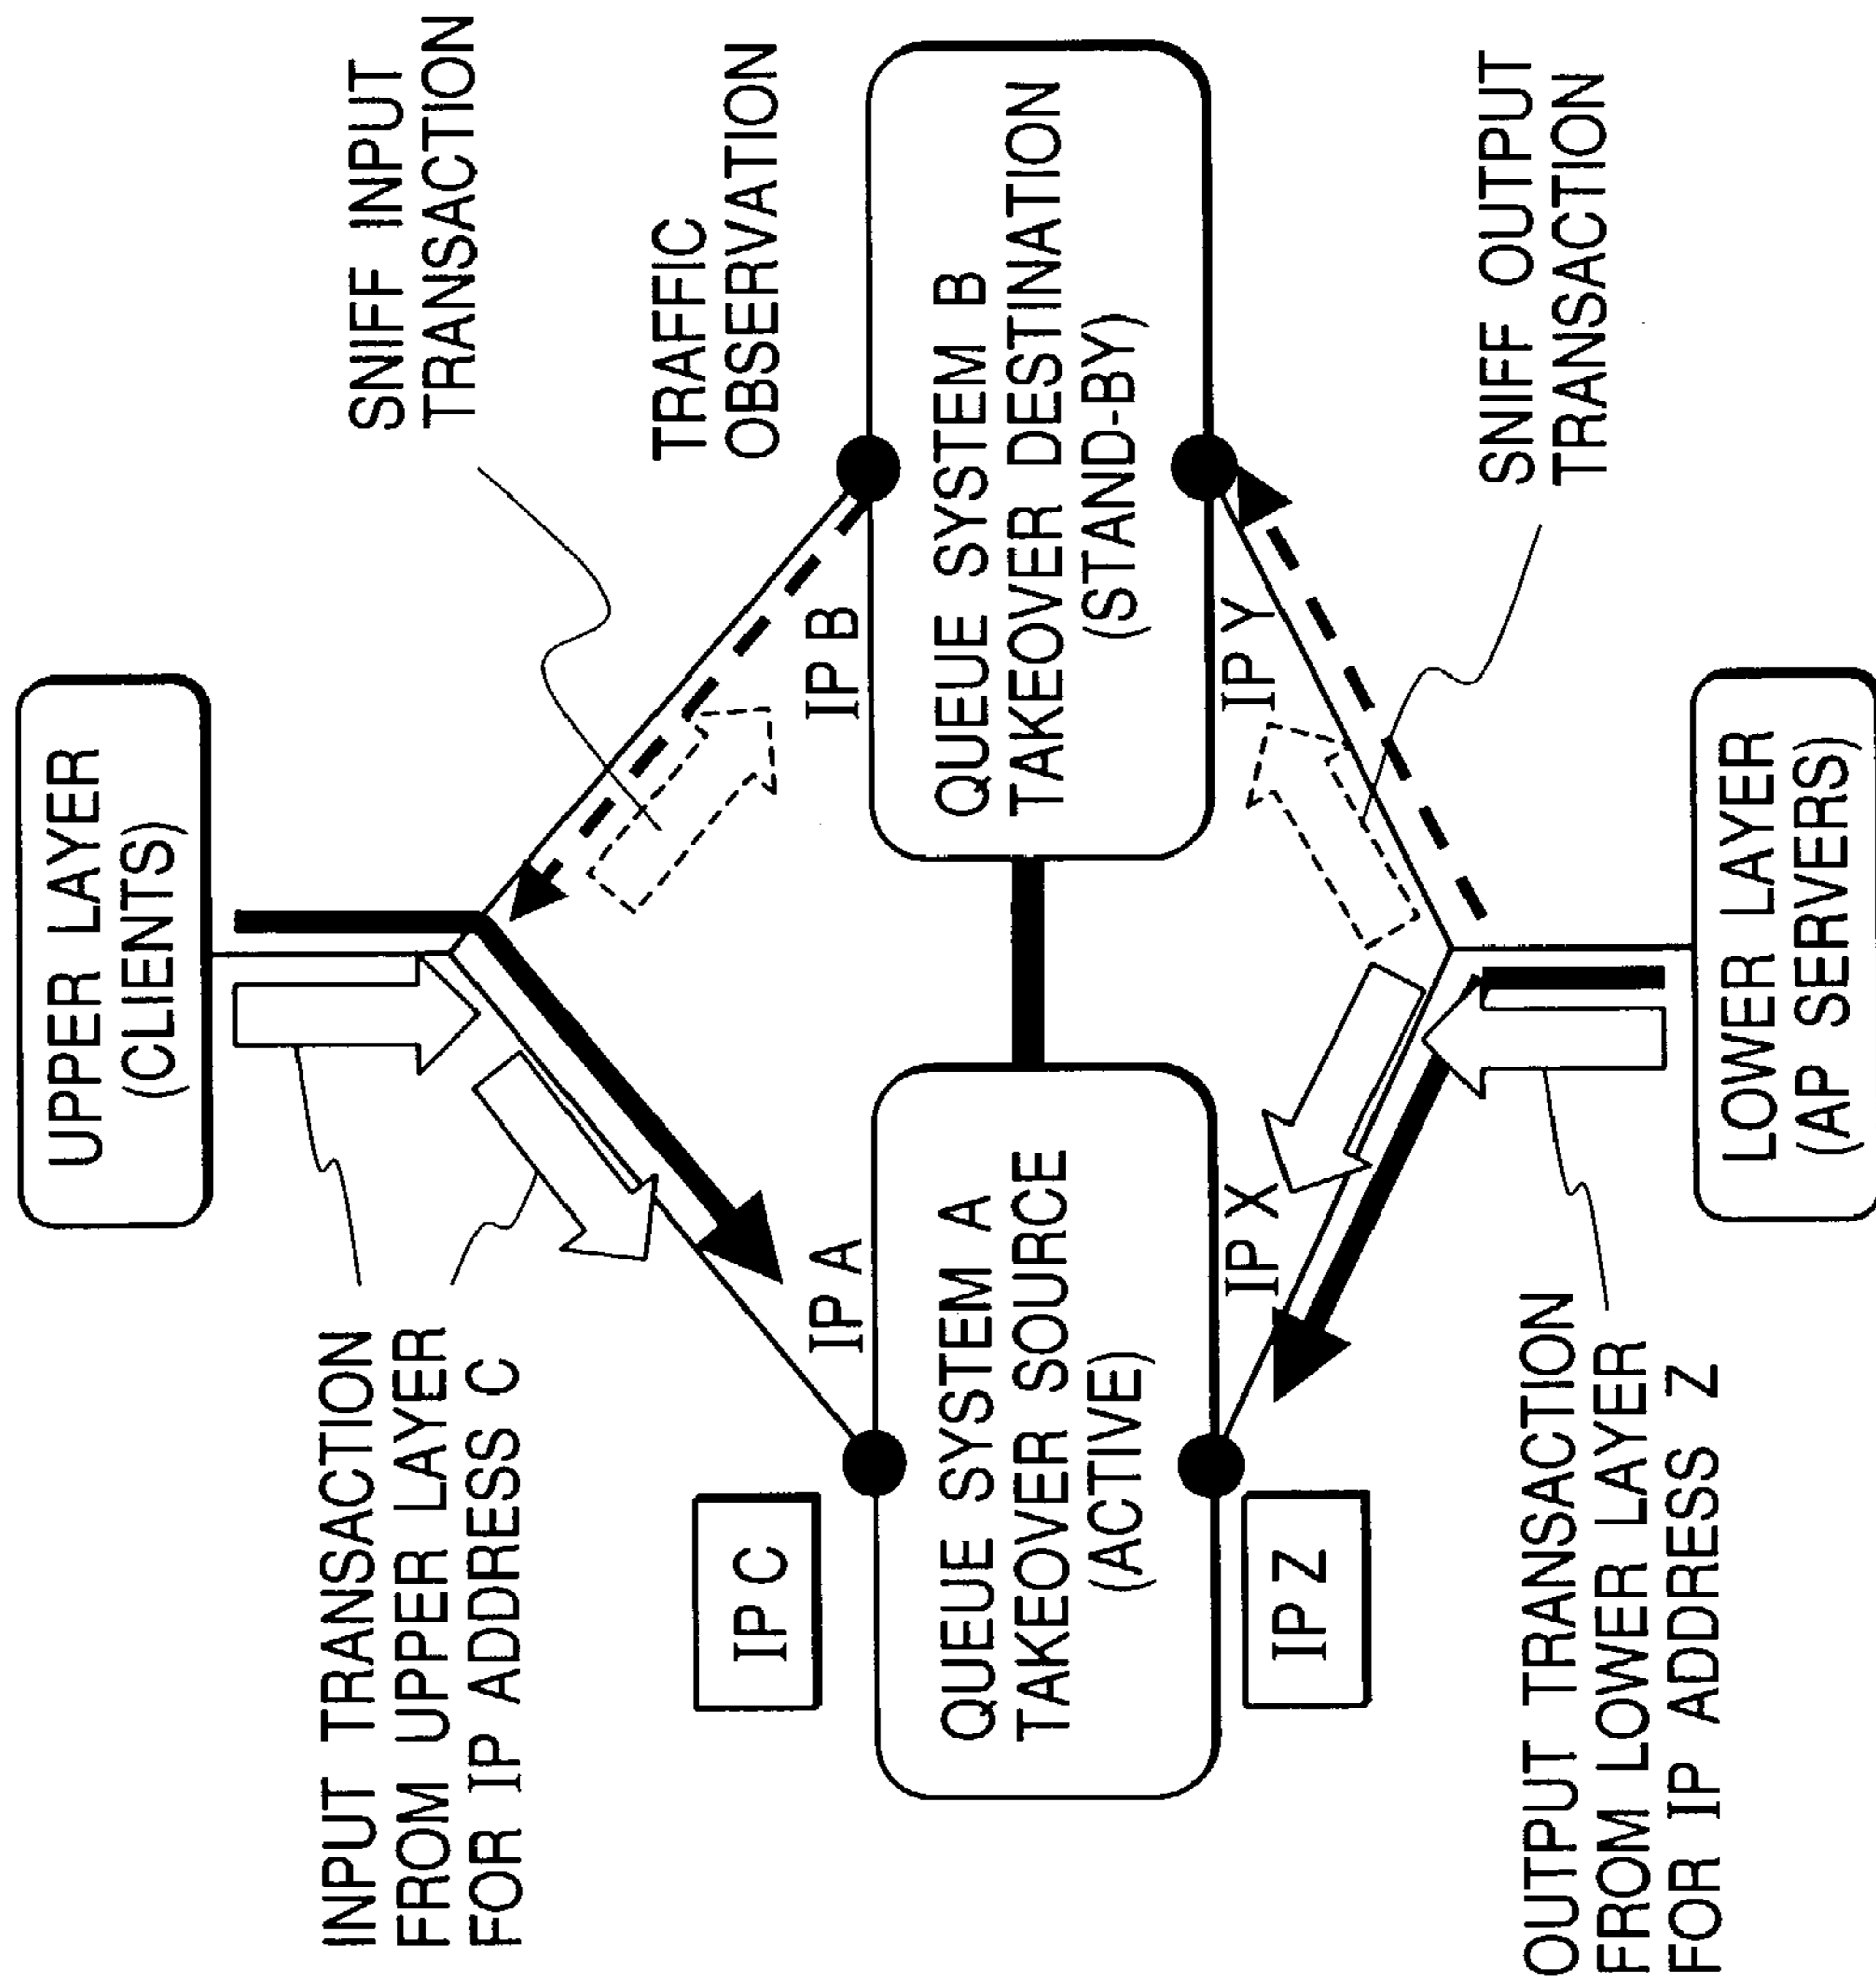 UPPER LAYER
(CLIENTS)
INPUT TRANSACTION
FROM UPPER LAYER
FOR IP ADDRESS C
SNIFF INPUT
TRANSACTION
TRAFFIC
OBSERVATION
IP C
IP A
IP B
QUEUE SYSTEM A
TAKEOVER SOURCE
(ACTIVE)
QUEUE SYSTEM B
TAKEOVER DESTINATION
(STAND-BY)
IP Z
IP X
IP Y
OUTPUT TRANSACTION
FROM LOWER LAYER
FOR IP ADDRESS Z
SNIFF OUTPUT
TRANSACTION
LOWER LAYER
(AP SERVERS)